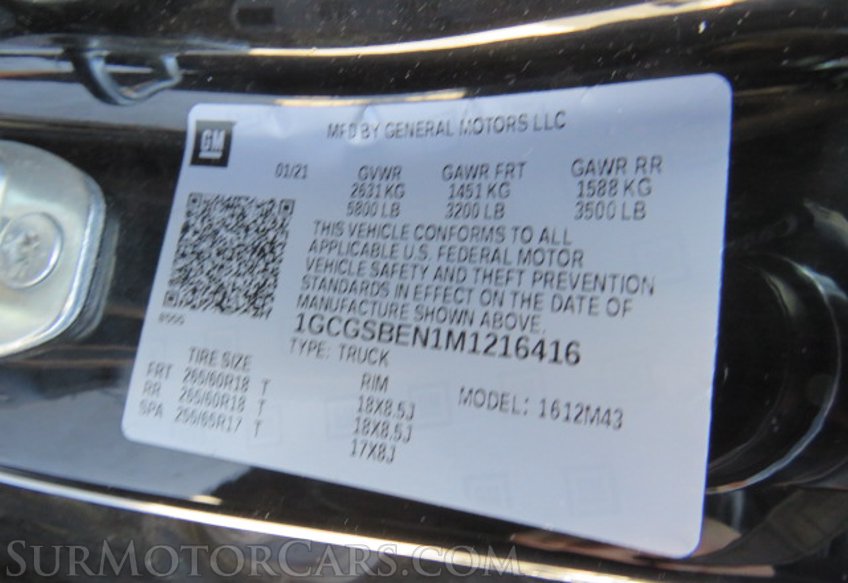 GM
MFD BY GENERAL MOTORS LLC
01/21 GVWR GAWR FRT GAWR RR
2631 KG 1451 KG 1588 KG
5800 LB 3200 LB 3500 LB
THIS VEHICLE CONFORMS TO ALL
APPLICABLE U.S. FEDERAL MOTOR
VEHICLE SAFETY AND THEFT PREVENTION
STANDARDS IN EFFECT ON THE DATE OF
MANUFACTURE SHOWN ABOVE.
1GCGSBEN1M1216416
TYPE: TRUCK
TIRE SIZE RIM MODEL: 1612M43
FRT 265/60R18 T 18X8.5J
RR 265/60R18 T 18X8.5J
SPA 255/65R17 T 17X8J
SURMOTORCARS.COM